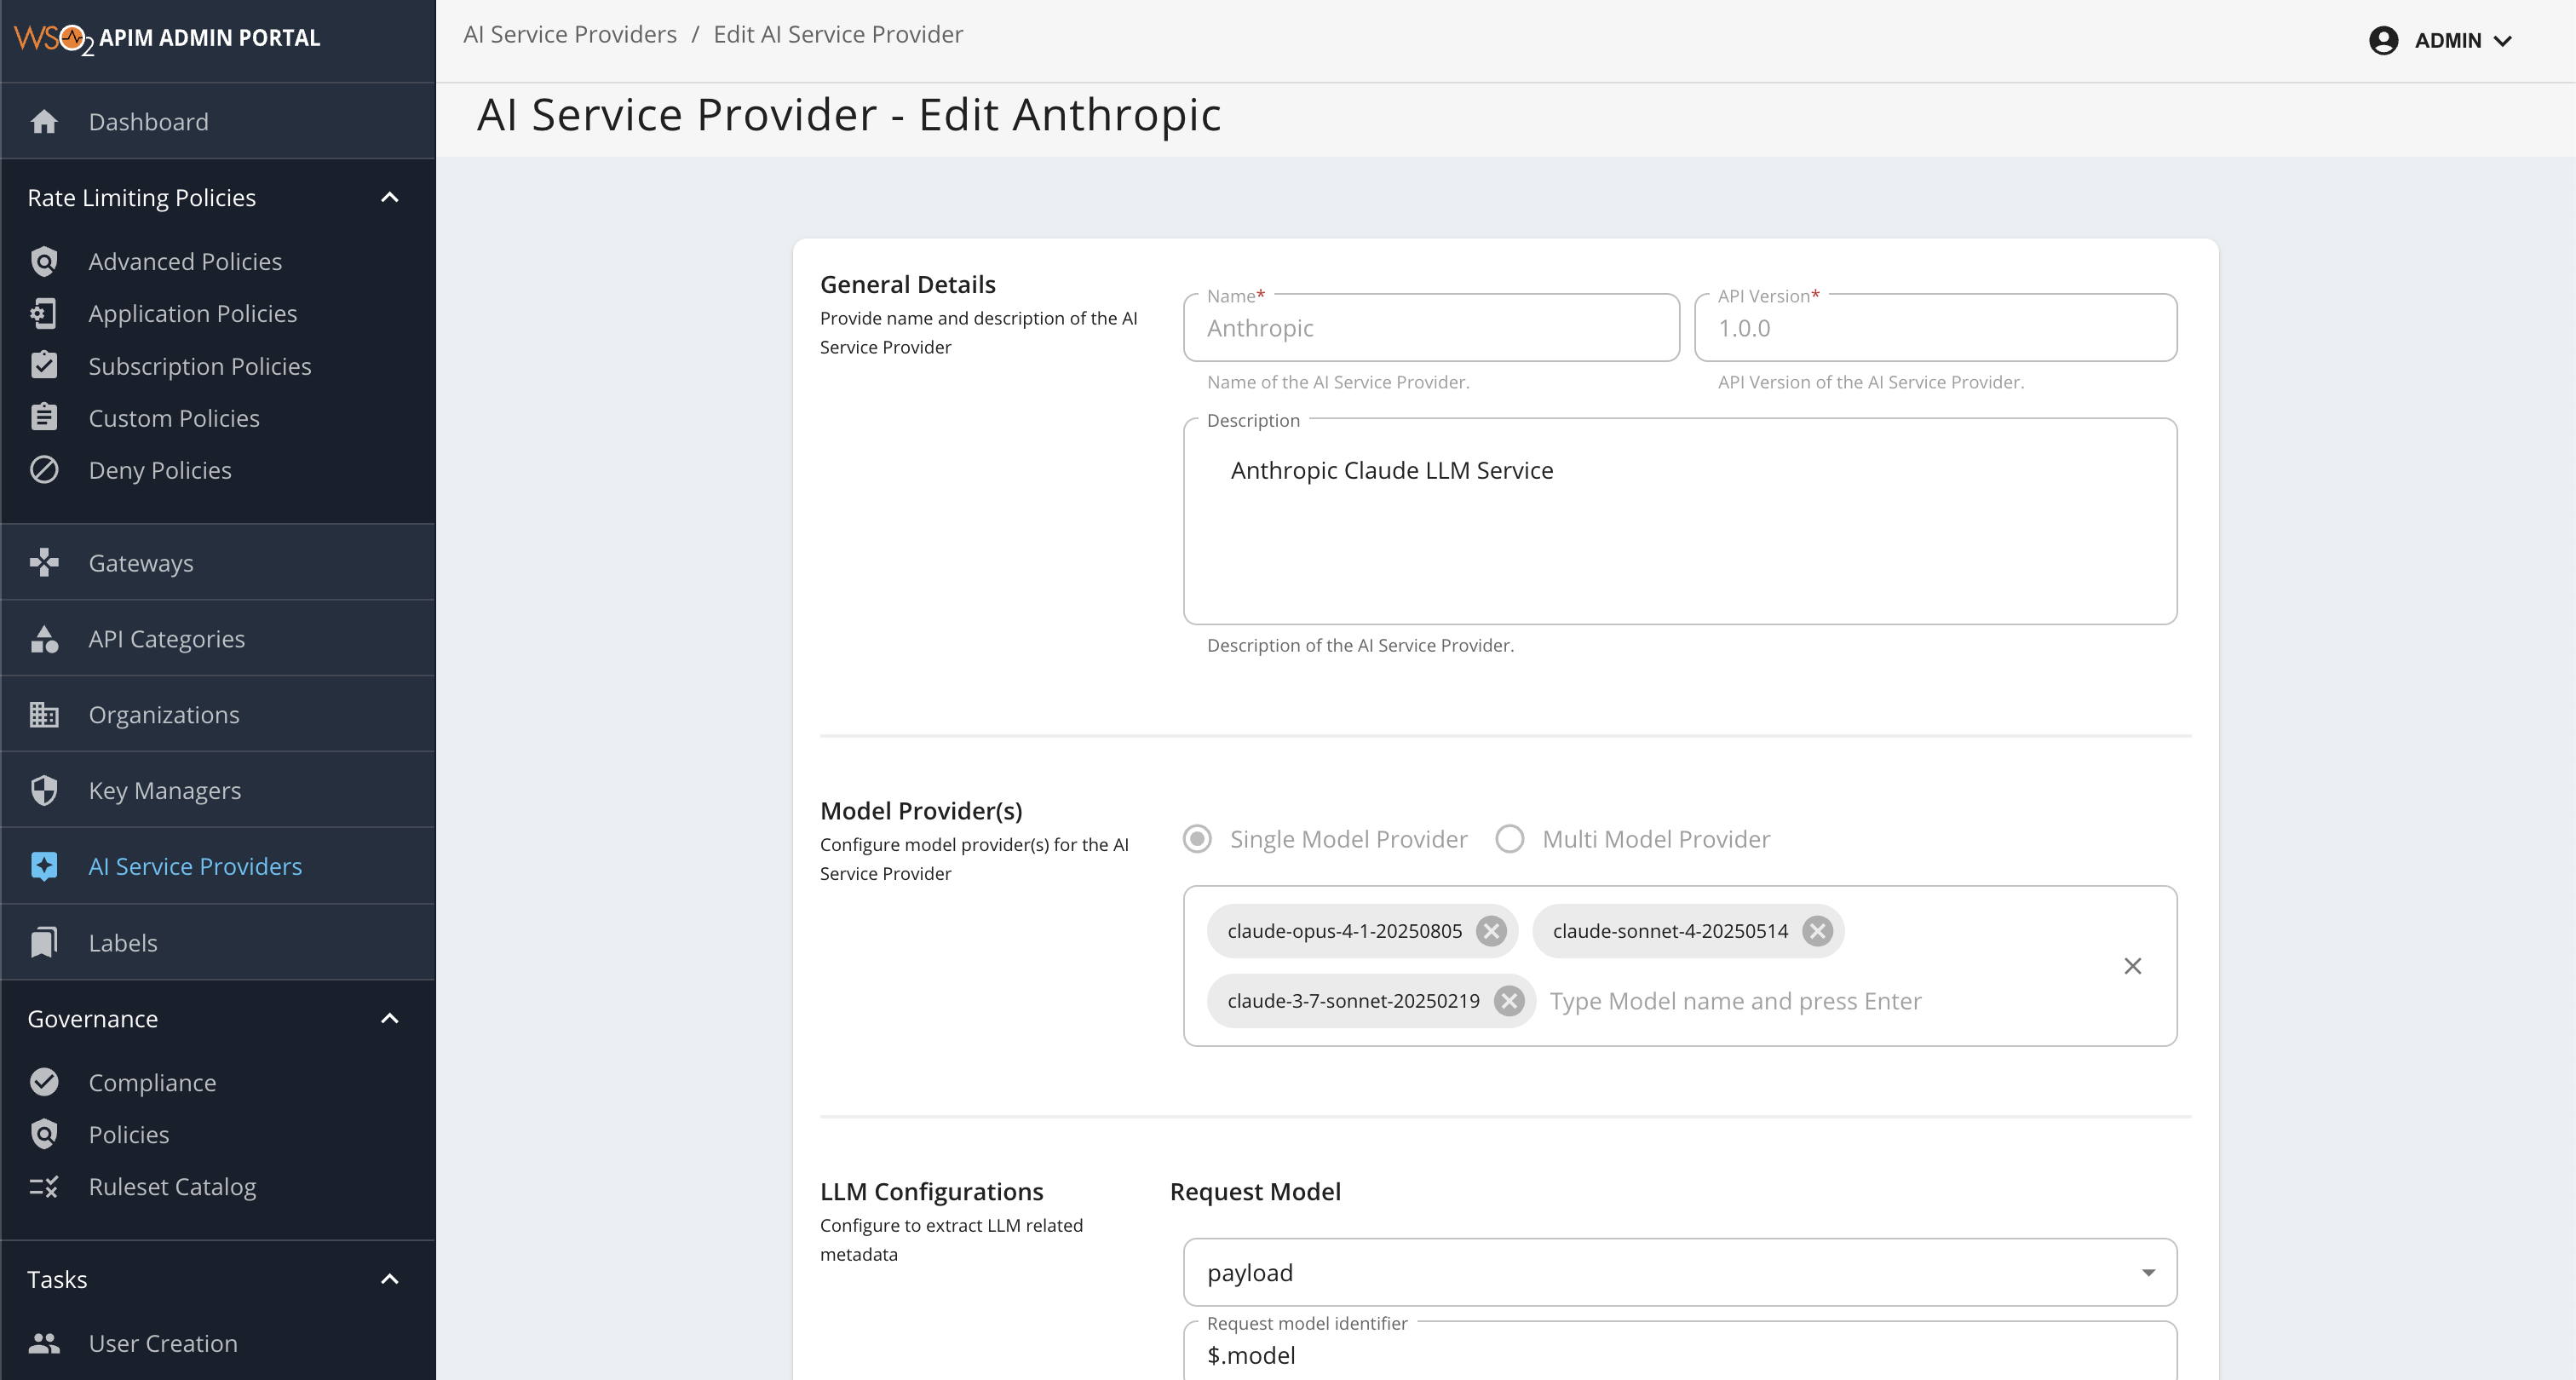 WSO2 APIM ADMIN PORTAL
AI Service Providers / Edit AI Service Provider
ADMIN
AI Service Provider - Edit Anthropic
Dashboard
Rate Limiting Policies
Advanced Policies
Application Policies
Subscription Policies
Custom Policies
Deny Policies
Gateways
API Categories
Organizations
Key Managers
AI Service Providers
Labels
Governance
Compliance
Policies
Ruleset Catalog
Tasks
User Creation
General Details
Provide name and description of the AI
Service Provider
Name*
Anthropic
Name of the AI Service Provider.
API Version*
1.0.0
API Version of the AI Service Provider.
Description
Anthropic Claude LLM Service
Description of the AI Service Provider.
Model Provider(s)
Configure model provider(s) for the AI
Service Provider
Single Model Provider
Multi Model Provider
claude-opus-4-1-20250805
claude-sonnet-4-20250514
claude-3-7-sonnet-20250219
Type Model name and press Enter
LLM Configurations
Configure to extract LLM related
metadata
Request Model
payload
Request model identifier
$.model